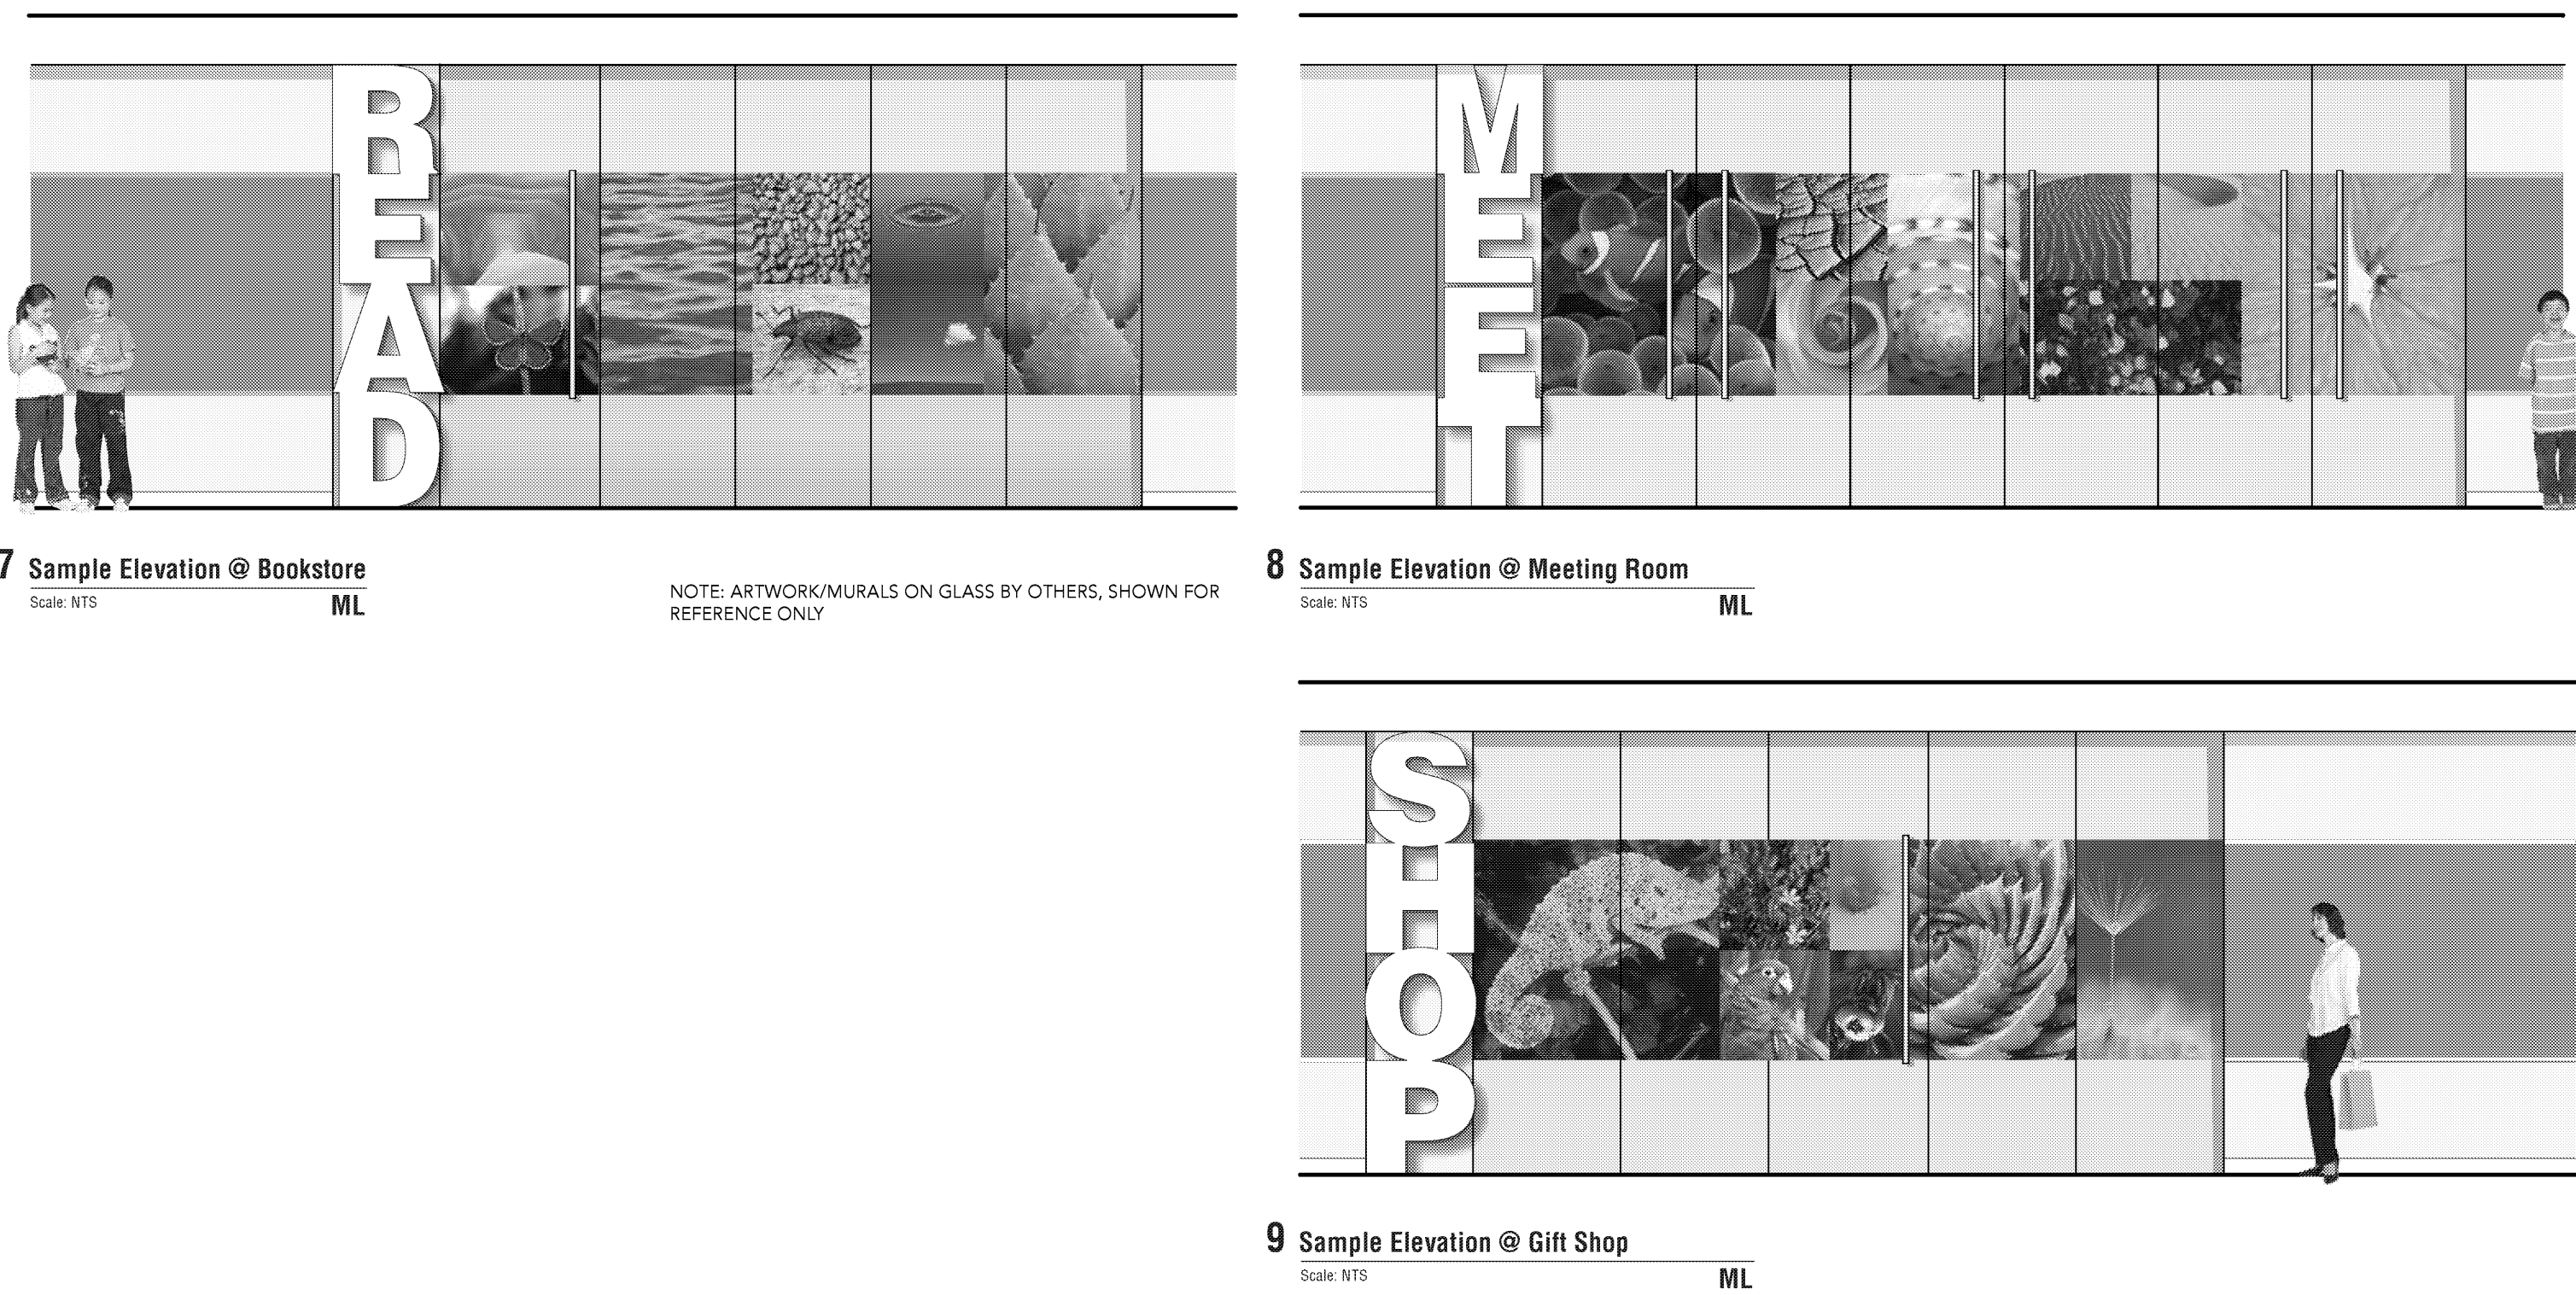 READ
7 Sample Elevation @ Bookstore
Scale: NTS
ML
NOTE: ARTWORK/MURALS ON GLASS BY OTHERS, SHOWN FOR
REFERENCE ONLY
MEET
8 Sample Elevation @ Meeting Room
Scale: NTS
ML
SHOP
9 Sample Elevation @ Gift Shop
Scale: NTS
ML